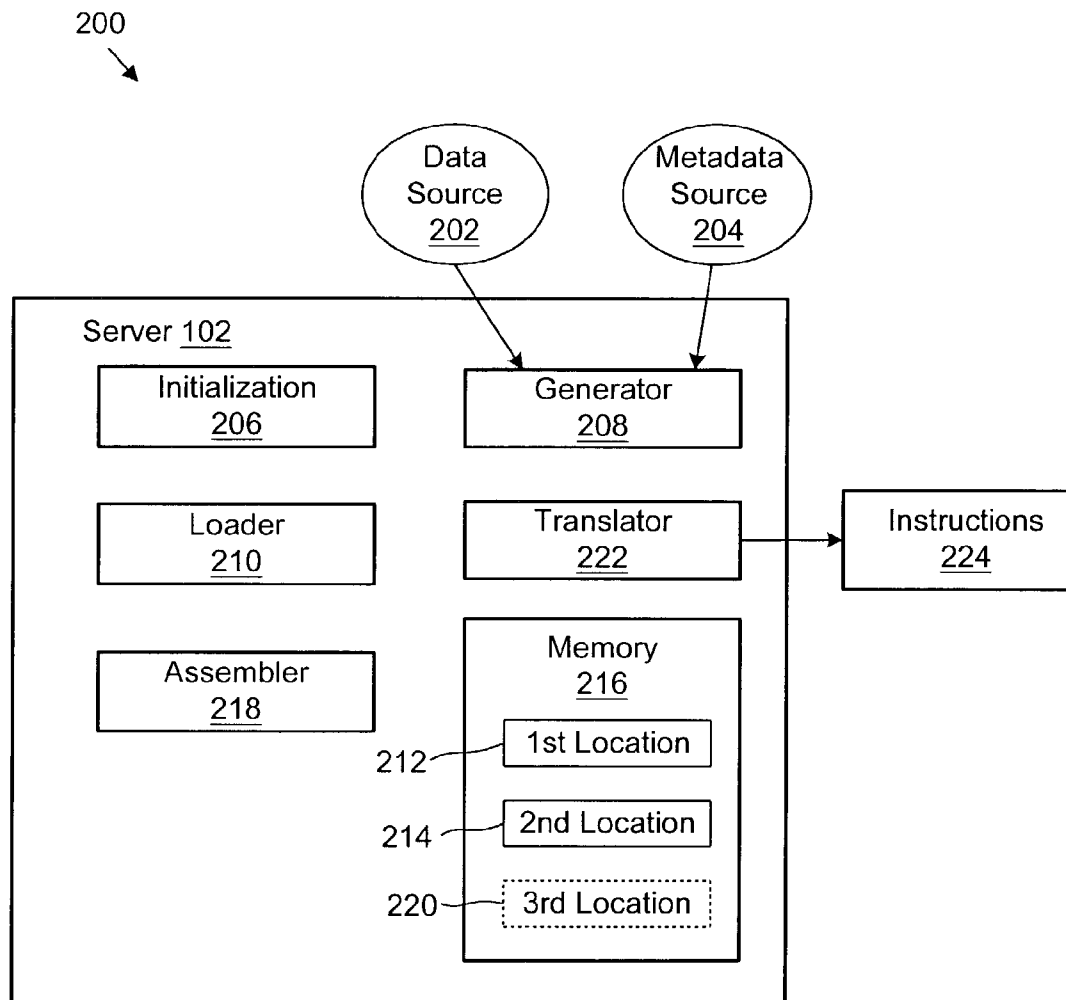 200
Data
Source
202
Metadata
Source
204
Server 102
Initialization
206
Generator
208
Loader
210
Translator
222
Instructions
224
Assembler
218
Memory
216
212
1st Location
214
2nd Location
220
3rd Location